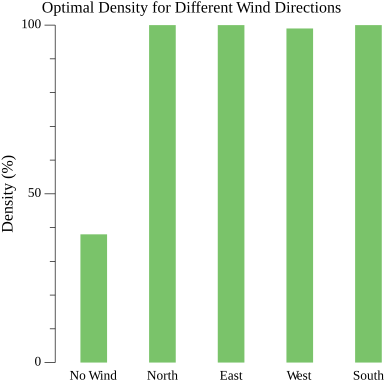 Optimal Density for Different Wind Directions
100
50
0
Density (%)
No Wind
North
East
West
South